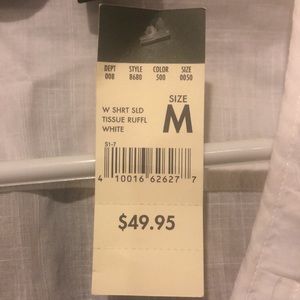 DEPT STYLE COLOR SIZE
008 8680 500 0050
SIZE
M
W SHRT SLD
TISSUE RUFFL
WHITE
51-7
4 10016 62627 7
$49.95